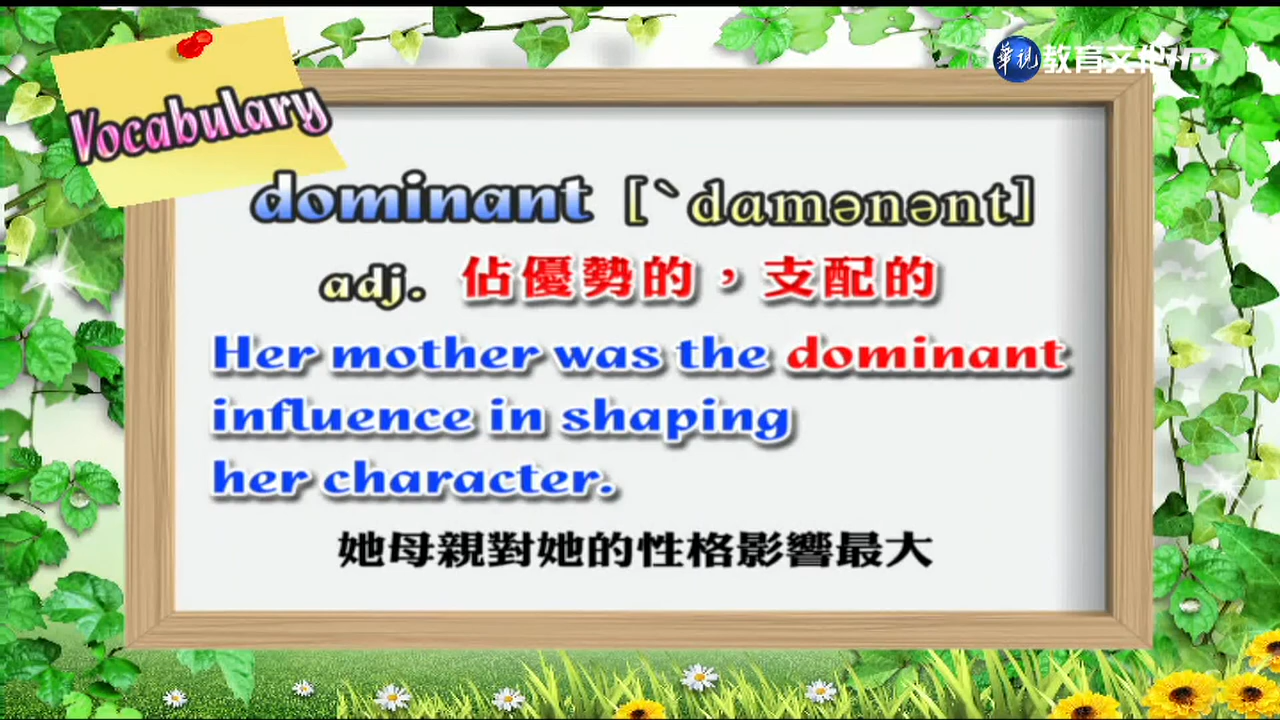 華視 教育文化HD
Vocabulary
dominant [ˋdɑmənənt]
adj. 佔優勢的，支配的
Her mother was the dominant
influence in shaping
her character.
她母親對她的性格影響最大